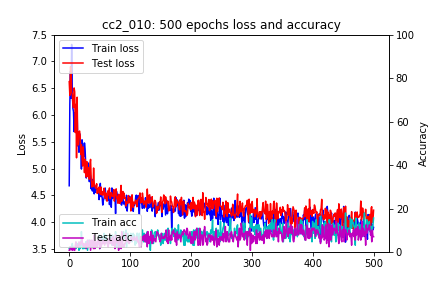 cc2_010: 500 epochs loss and accuracy
Train loss
Test loss
Train acc
Test acc
Loss
7.5
7.0
6.5
6.0
5.5
5.0
4.5
4.0
3.5
Accuracy
100
80
60
40
20
0
0 100 200 300 400 500